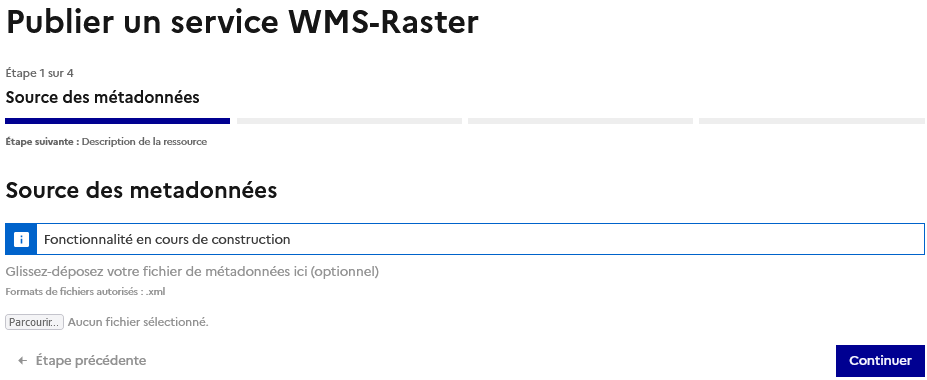 Publier un service WMS-Raster
Étape 1 sur 4
Source des métadonnées
Étape suivante : Description de la ressource
Source des metadonnées
Fonctionnalité en cours de construction
Glissez-déposez votre fichier de métadonnées ici (optionnel)
Formats de fichiers autorisés : .xml
Parcourir... Aucun fichier sélectionné.
← Étape précédente
Continuer